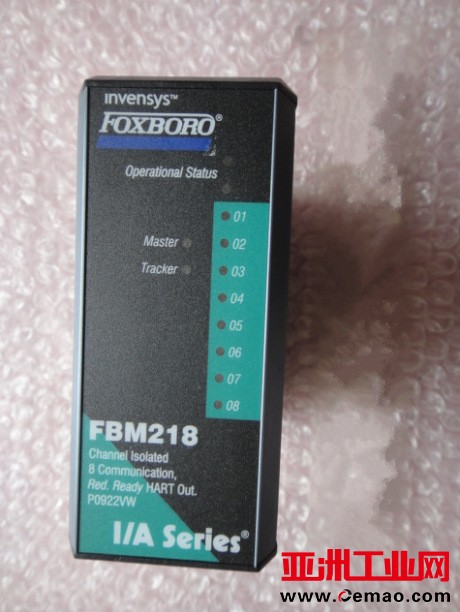 invensys™
FOXBORO®
Operational Status
01
Master 02
Tracker 03
04
05
06
07
08
FBM218
Channel Isolated
8 Communication,
Red. Ready HART Out.
P0922VW
I/A Series®
亚洲工业网
www.Cemao.com